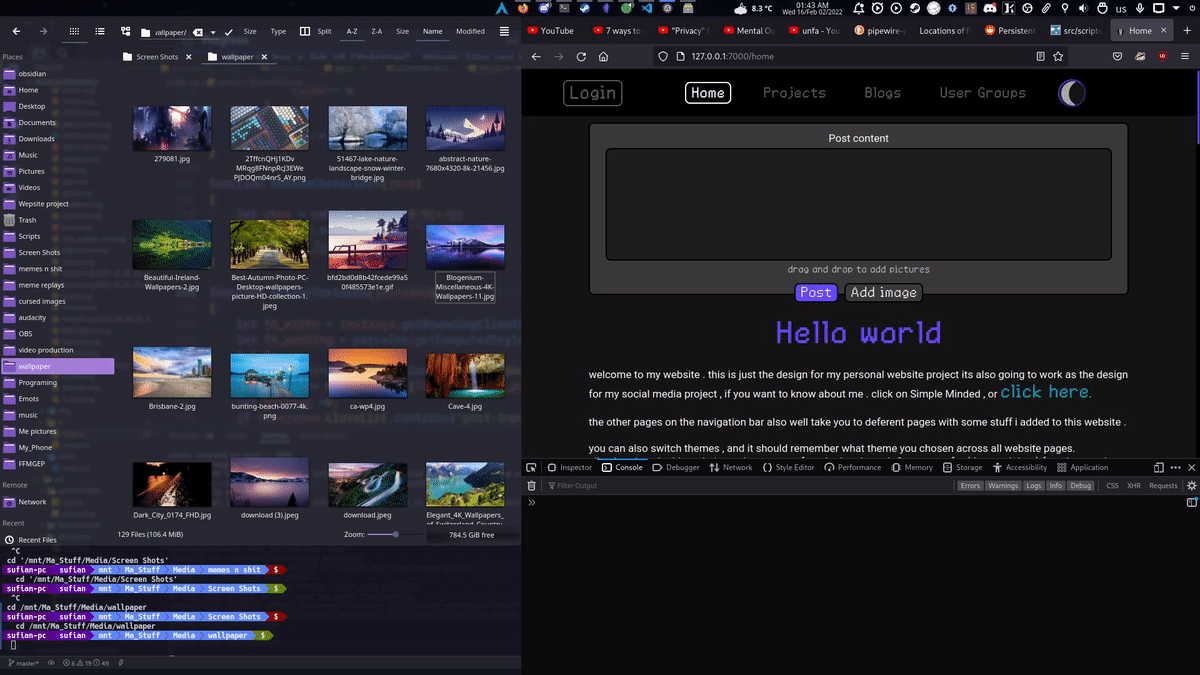 8.3 °C
01:43 AM
Wed 16/Feb 02/2022
us
allpaper/
Size
Type
Split
A-Z
Z-A
Size
Name
Modified
Places
Screen Shots
wallpaper
obsidian
Home
Desktop
Documents
Downloads
Music
Pictures
Videos
Wepsite project
Trash
Scripts
Screen Shots
memes n shit
meme replays
cursed images
audacity
OBS
video production
wallpaper
Programing
Emots
music
Me pictures
My_Phone
FFMGEP
Remote
Network
Recent
Recent Files
279081.jpg
2TffcnQHj1KDv
MRqg8FNnpRcJ3EWe
PJDOQm04nrS_AY.png
51467-lake-nature-
landscape-snow-winter-
bridge.jpg
abstract-nature-
7680x4320-8k-21456.jpg
Beautiful-Ireland-
Wallpapers-2.jpg
Best-Autumn-Photo-PC-
Desktop-wallpapers-
picture-HD-collection-1.
jpeg
bfd2bd0d8b42fcede99a5
0f485573e1e.gif
Blogenium-
Miscellaneous-4K-
Wallpapers-11.jpg
Brisbane-2.jpg
bunting-beach-0077-4k.
png
ca-wp4.jpg
Cave-4.jpg
Dark_City_0174_FHD.jpg
download (3).jpeg
download.jpeg
Elegant_4K_Wallpapers_
of_Switzerland_Country
129 Files (106.4 MiB)
Zoom:
784.5 GiB free
^C
cd '/mnt/Ma_Stuff/Media/Screen Shots'
sufian-pc sufian mnt Ma_Stuff Media memes n shit $
cd '/mnt/Ma_Stuff/Media/Screen Shots'
sufian-pc sufian mnt Ma_Stuff Media Screen Shots $
^C
cd /mnt/Ma_Stuff/Media/wallpaper
sufian-pc sufian mnt Ma_Stuff Media Screen Shots $
cd /mnt/Ma_Stuff/Media/wallpaper
sufian-pc sufian mnt Ma_Stuff Media wallpaper $
master* 6 19 49
YouTube
7 ways to
"Privacy"
Mental Ou
unfa - You
pipewire-p
Locations of f
Persistent
src/scripts
Home
127.0.0.1:7000/home
Login
Home
Projects
Blogs
User Groups
Post content
drag and drop to add pictures
Post
Add image
Hello world
welcome to my website . this is just the design for my personal website project its also going to work as the design
for my social media project , if you want to know about me . click on Simple Minded , or click here.
the other pages on the navigation bar also well take you to deferent pages with some stuff i added to this website .
you can also switch themes , and it should remember what theme you chosen across all website pages.
Inspector
Console
Debugger
Network
Style Editor
Performance
Memory
Storage
Accessibility
Application
Filter Output
Errors
Warnings
Logs
Info
Debug
CSS
XHR
Requests